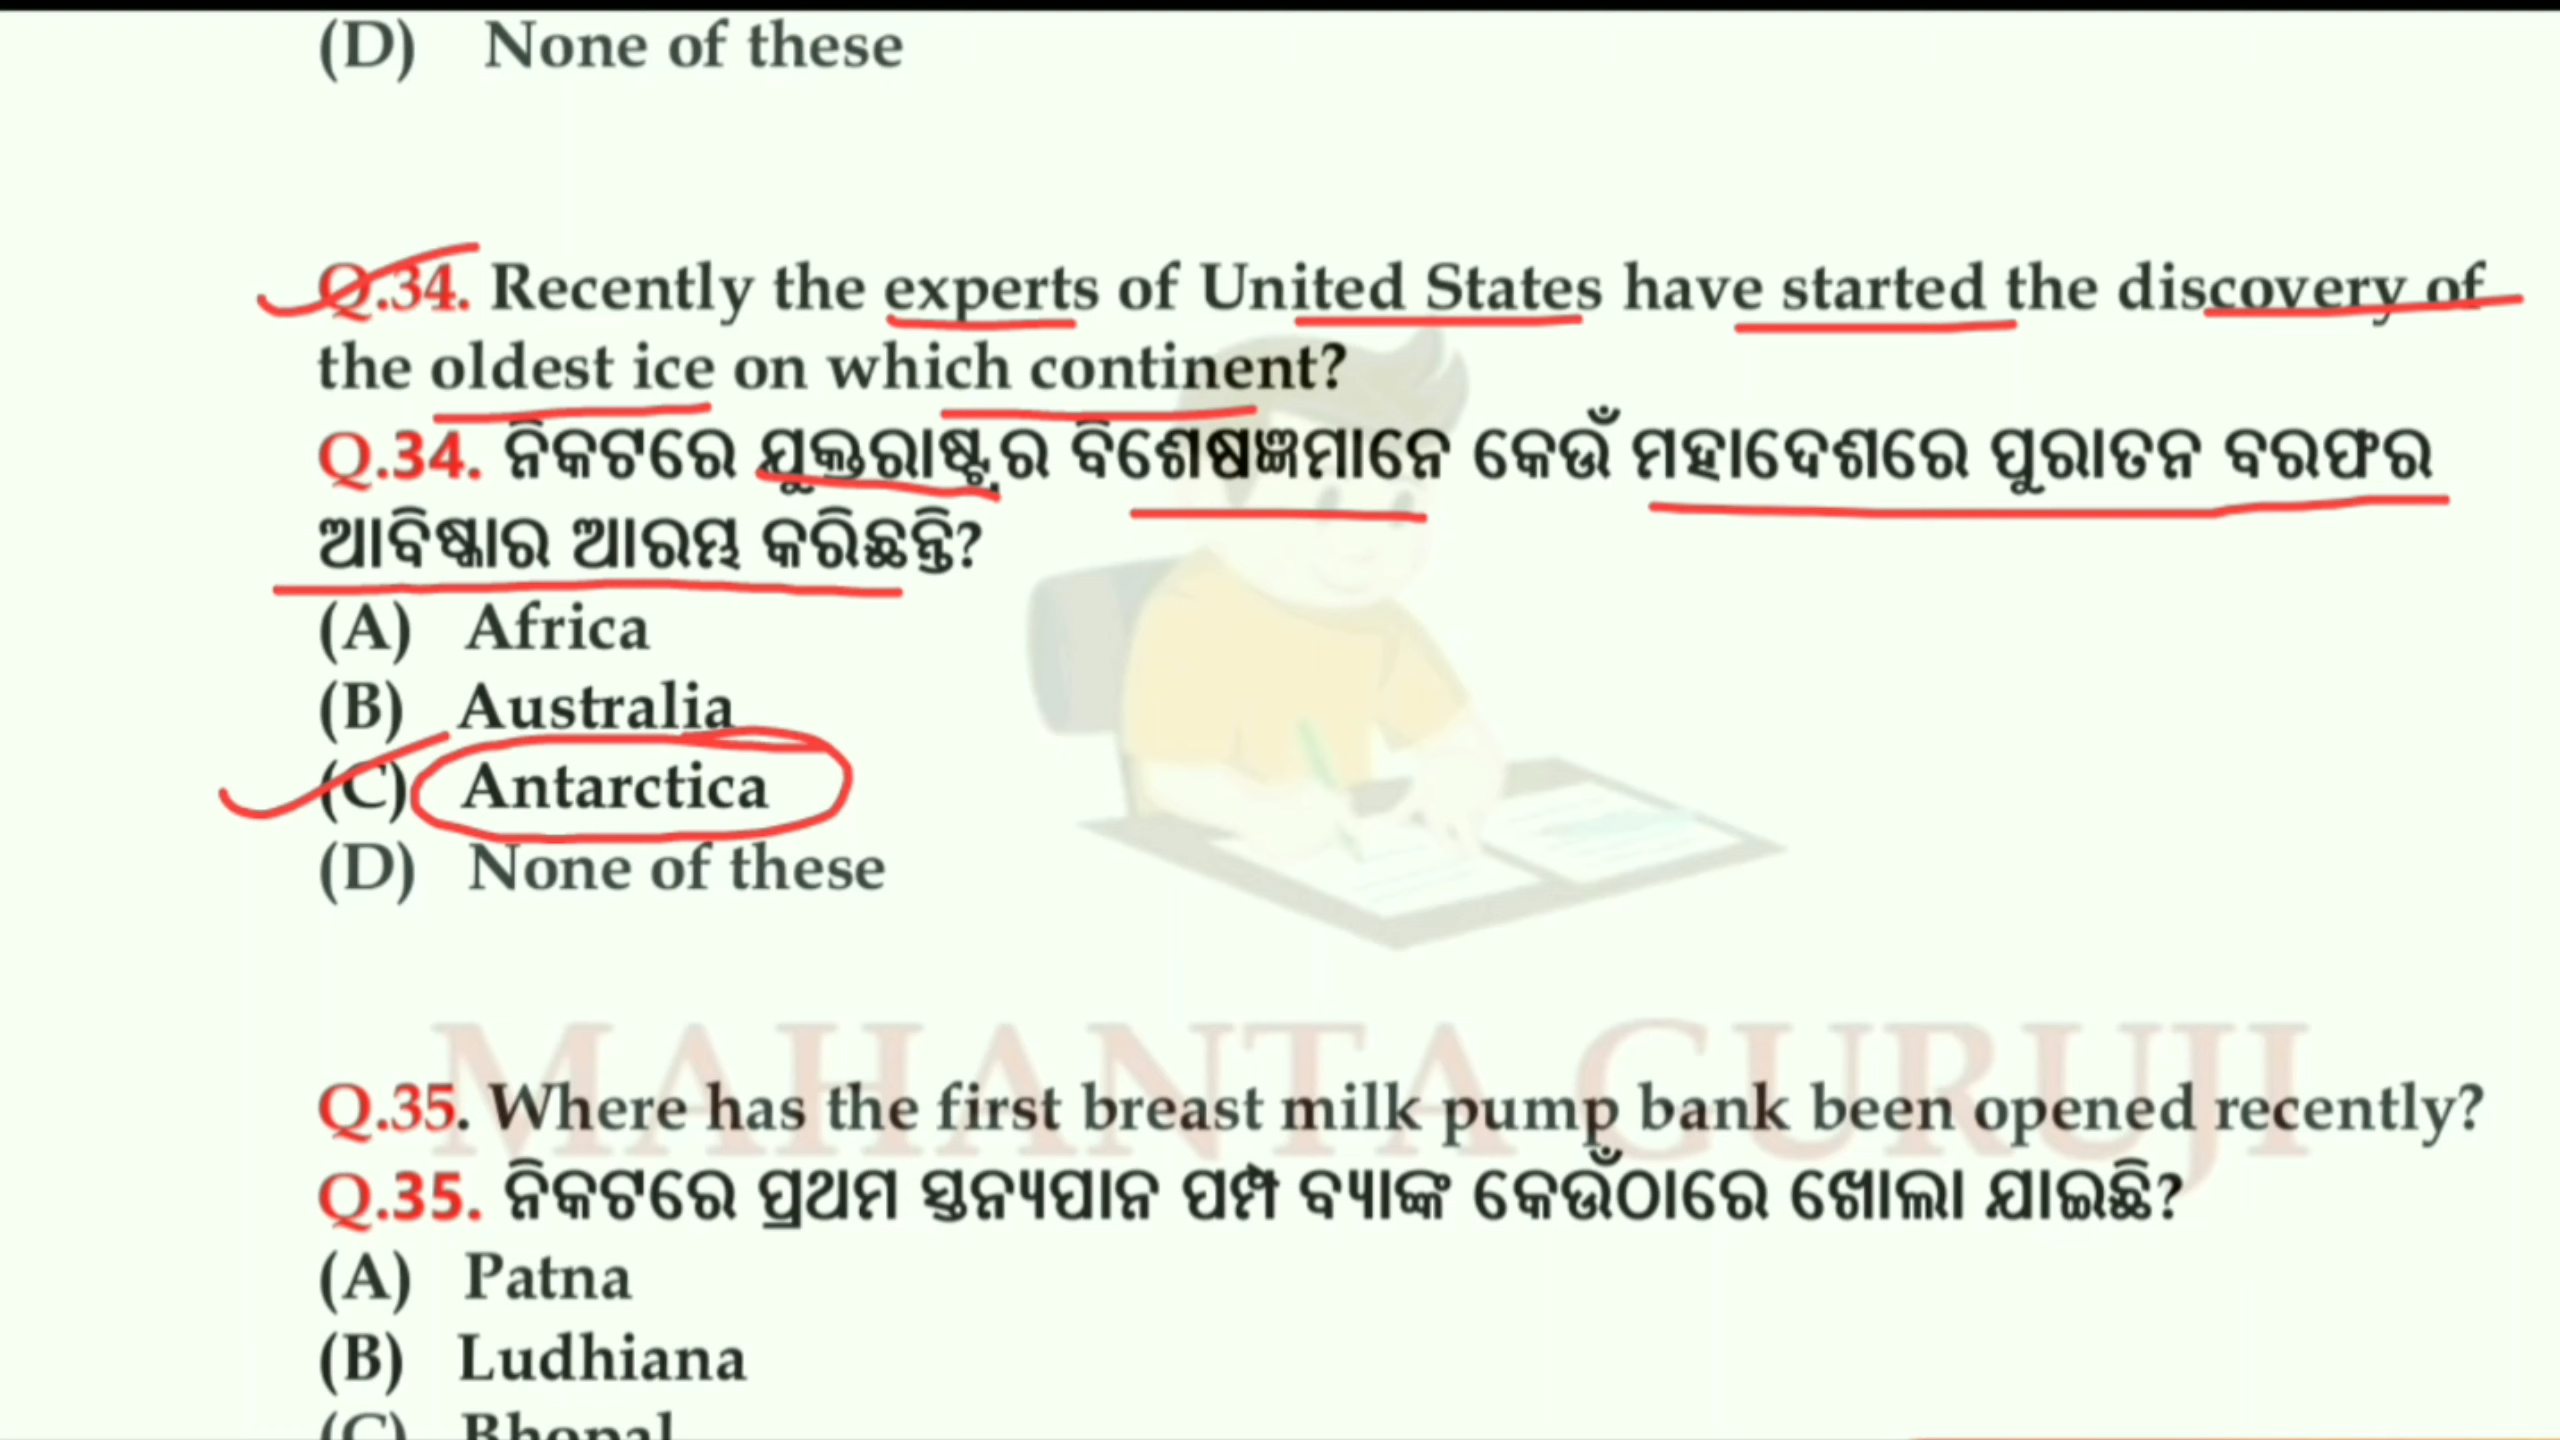 (D) None of these
Q.34. Recently the experts of United States have started the discovery of
the oldest ice on which continent?
Q.34. ନିକଟରେ ଯୁକ୍ତରାଷ୍ଟ୍ରର ବିଶେଷଜ୍ଞମାନେ କେଉଁ ମହାଦେଶରେ ପୁରାତନ ବରଫର
ଆବିଷ୍କାର ଆରମ୍ଭ କରିଛନ୍ତି?
(A) Africa
(B) Australia
(C) Antarctica
(D) None of these
MAHANTA GURUJI
Q.35. Where has the first breast milk pump bank been opened recently?
Q.35. ନିକଟରେ ପ୍ରଥମ ସ୍ତନ୍ୟପାନ ପମ୍ପ ବ୍ୟାଙ୍କ କେଉଁଠାରେ ଖୋଲା ଯାଇଛି?
(A) Patna
(B) Ludhiana
(C) Bhopal